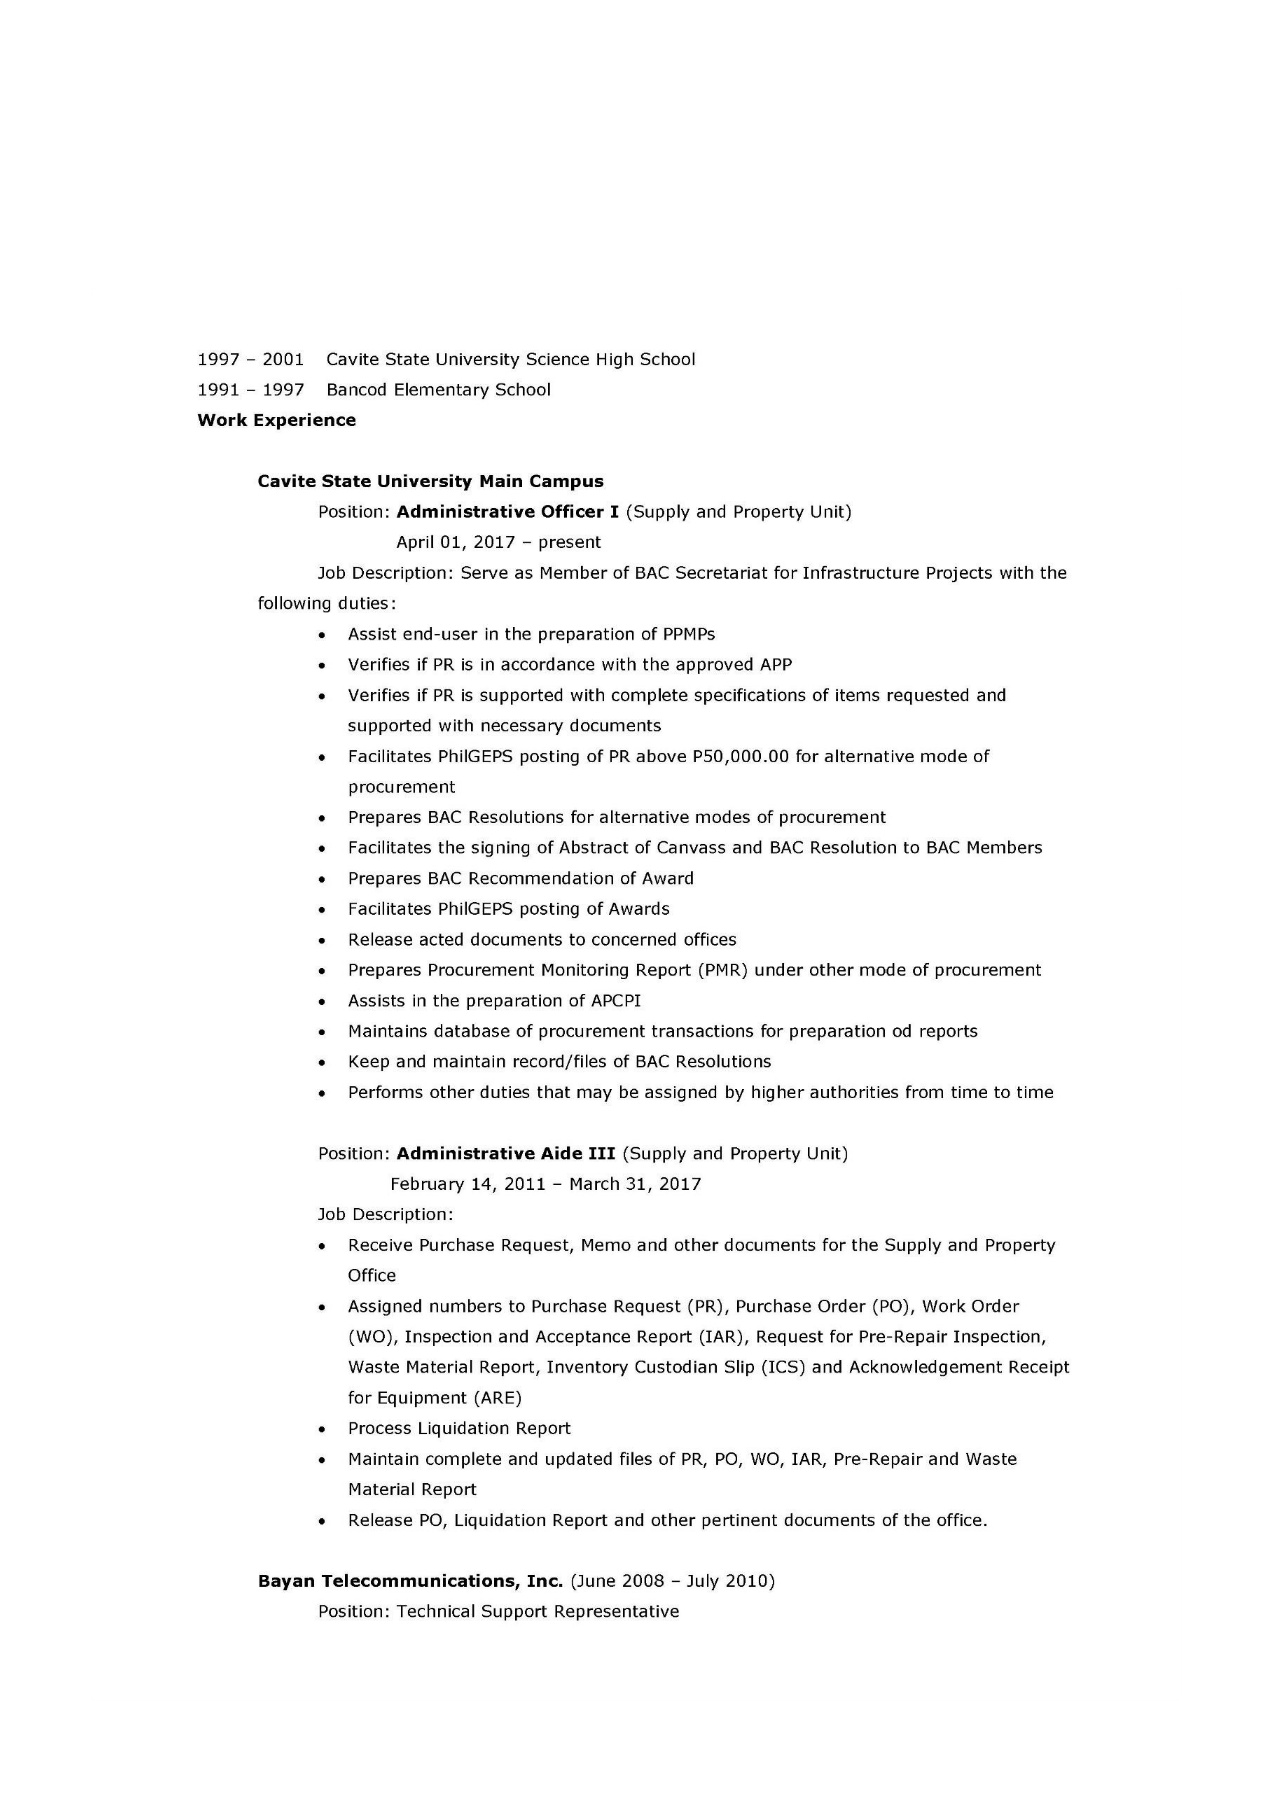 1997 – 2001 Cavite State University Science High School
1991 – 1997 Bancod Elementary School
Work Experience
Cavite State University Main Campus
Position: Administrative Officer I (Supply and Property Unit)
April 01, 2017 – present
Job Description: Serve as Member of BAC Secretariat for Infrastructure Projects with the
following duties:
• Assist end-user in the preparation of PPMPs
• Verifies if PR is in accordance with the approved APP
• Verifies if PR is supported with complete specifications of items requested and
supported with necessary documents
• Facilitates PhilGEPS posting of PR above P50,000.00 for alternative mode of
procurement
• Prepares BAC Resolutions for alternative modes of procurement
• Facilitates the signing of Abstract of Canvass and BAC Resolution to BAC Members
• Prepares BAC Recommendation of Award
• Facilitates PhilGEPS posting of Awards
• Release acted documents to concerned offices
• Prepares Procurement Monitoring Report (PMR) under other mode of procurement
• Assists in the preparation of APCPI
• Maintains database of procurement transactions for preparation od reports
• Keep and maintain record/files of BAC Resolutions
• Performs other duties that may be assigned by higher authorities from time to time
Position: Administrative Aide III (Supply and Property Unit)
February 14, 2011 – March 31, 2017
Job Description:
• Receive Purchase Request, Memo and other documents for the Supply and Property
Office
• Assigned numbers to Purchase Request (PR), Purchase Order (PO), Work Order
(WO), Inspection and Acceptance Report (IAR), Request for Pre-Repair Inspection,
Waste Material Report, Inventory Custodian Slip (ICS) and Acknowledgement Receipt
for Equipment (ARE)
• Process Liquidation Report
• Maintain complete and updated files of PR, PO, WO, IAR, Pre-Repair and Waste
Material Report
• Release PO, Liquidation Report and other pertinent documents of the office.
Bayan Telecommunications, Inc. (June 2008 – July 2010)
Position: Technical Support Representative